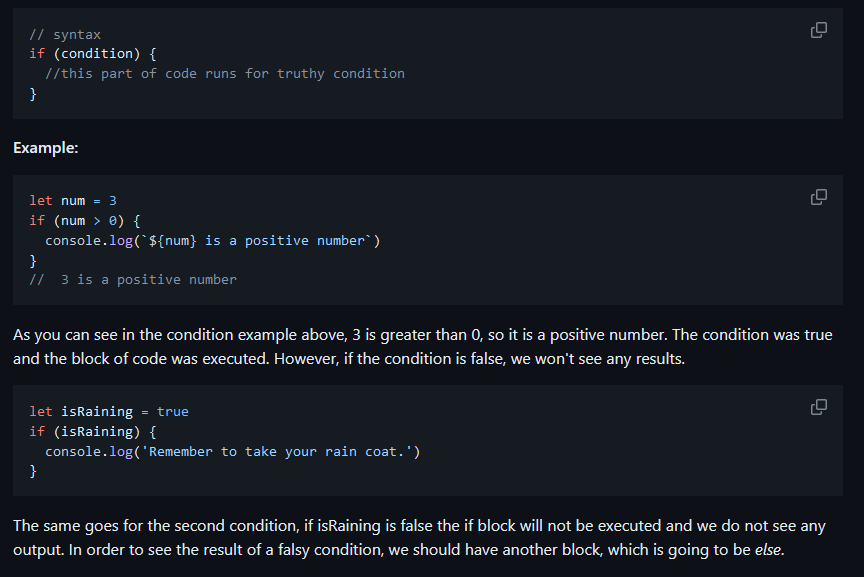 // syntax
if (condition) {
  //this part of code runs for truthy condition
}
Example:
let num = 3
if (num > 0) {
  console.log(`${num} is a positive number`)
}
//  3 is a positive number
As you can see in the condition example above, 3 is greater than 0, so it is a positive number. The condition was true
and the block of code was executed. However, if the condition is false, we won't see any results.
let isRaining = true
if (isRaining) {
  console.log('Remember to take your rain coat.')
}
The same goes for the second condition, if isRaining is false the if block will not be executed and we do not see any
output. In order to see the result of a falsy condition, we should have another block, which is going to be else.